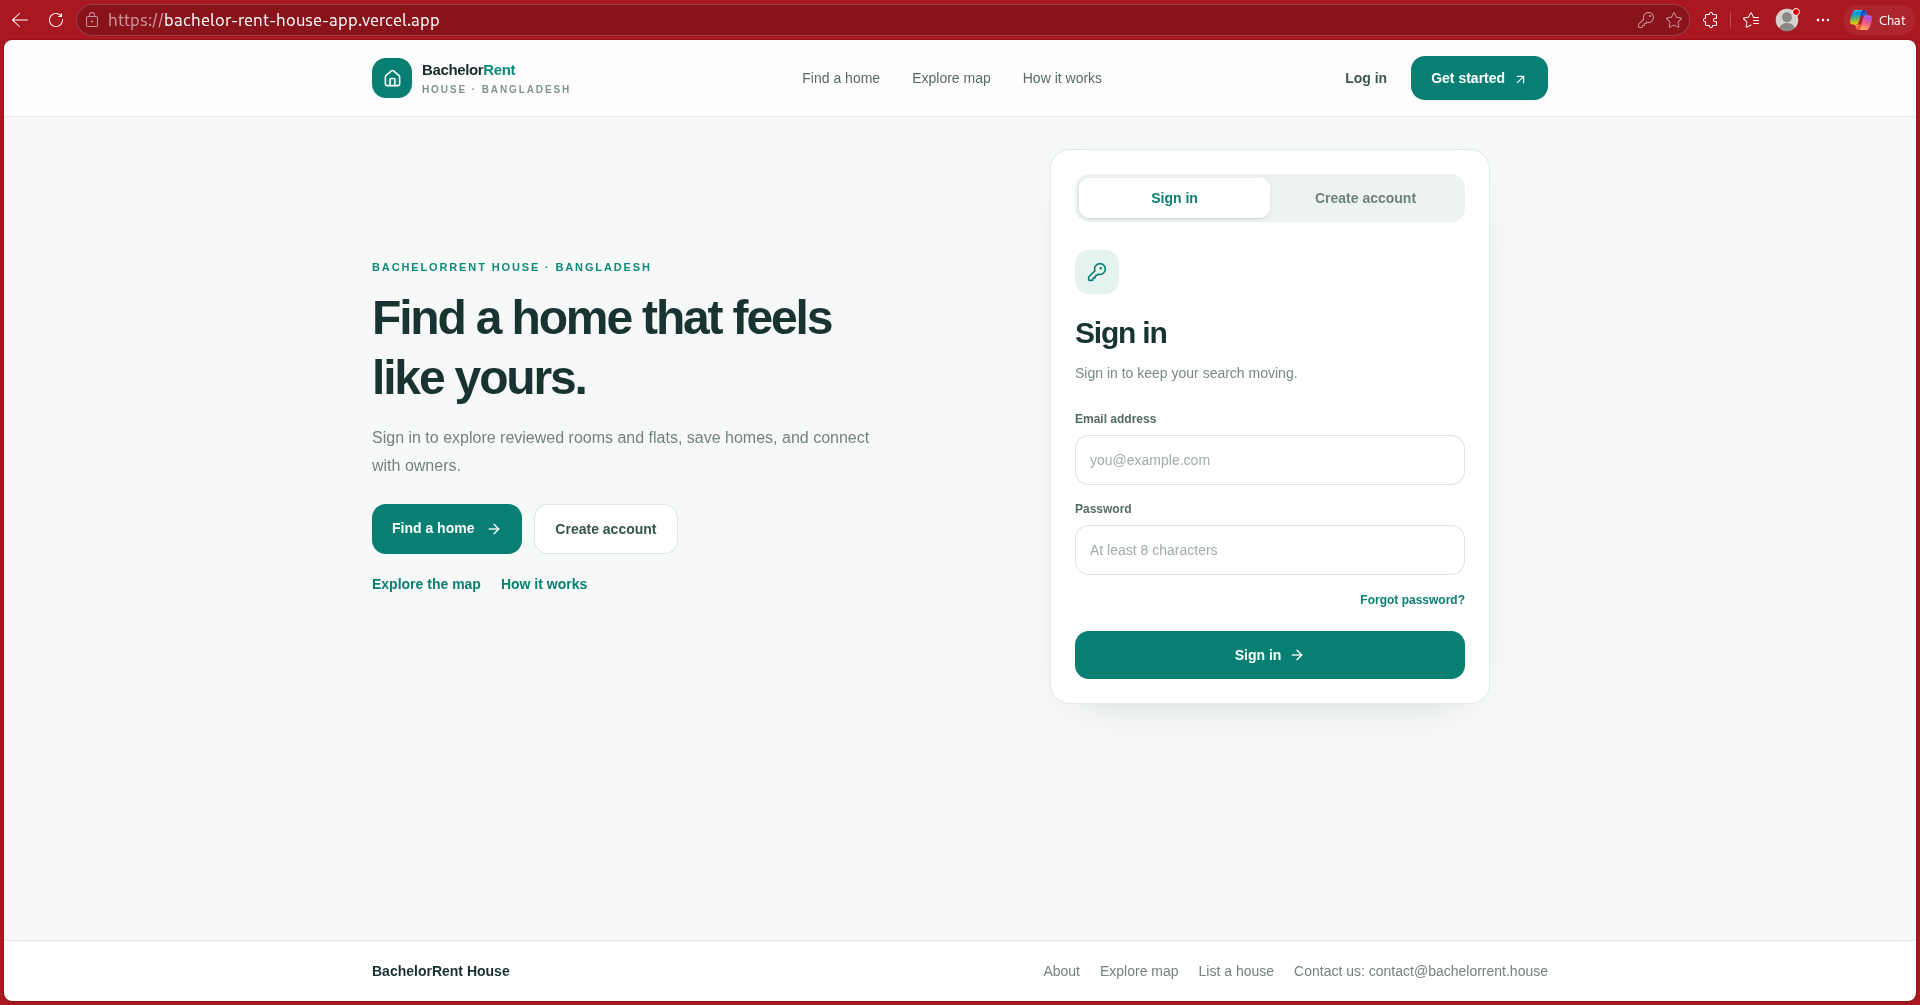 https://bachelor-rent-house-app.vercel.app
Chat
BachelorRent
HOUSE · BANGLADESH
Find a home
Explore map
How it works
Log in
Get started
BACHELORRENT HOUSE · BANGLADESH
Find a home that feels
like yours.
Sign in to explore reviewed rooms and flats, save homes, and connect
with owners.
Find a home
Create account
Explore the map
How it works
Sign in
Create account
Sign in
Sign in to keep your search moving.
Email address
you@example.com
Password
At least 8 characters
Forgot password?
Sign in
BachelorRent House
About
Explore map
List a house
Contact us: contact@bachelorrent.house